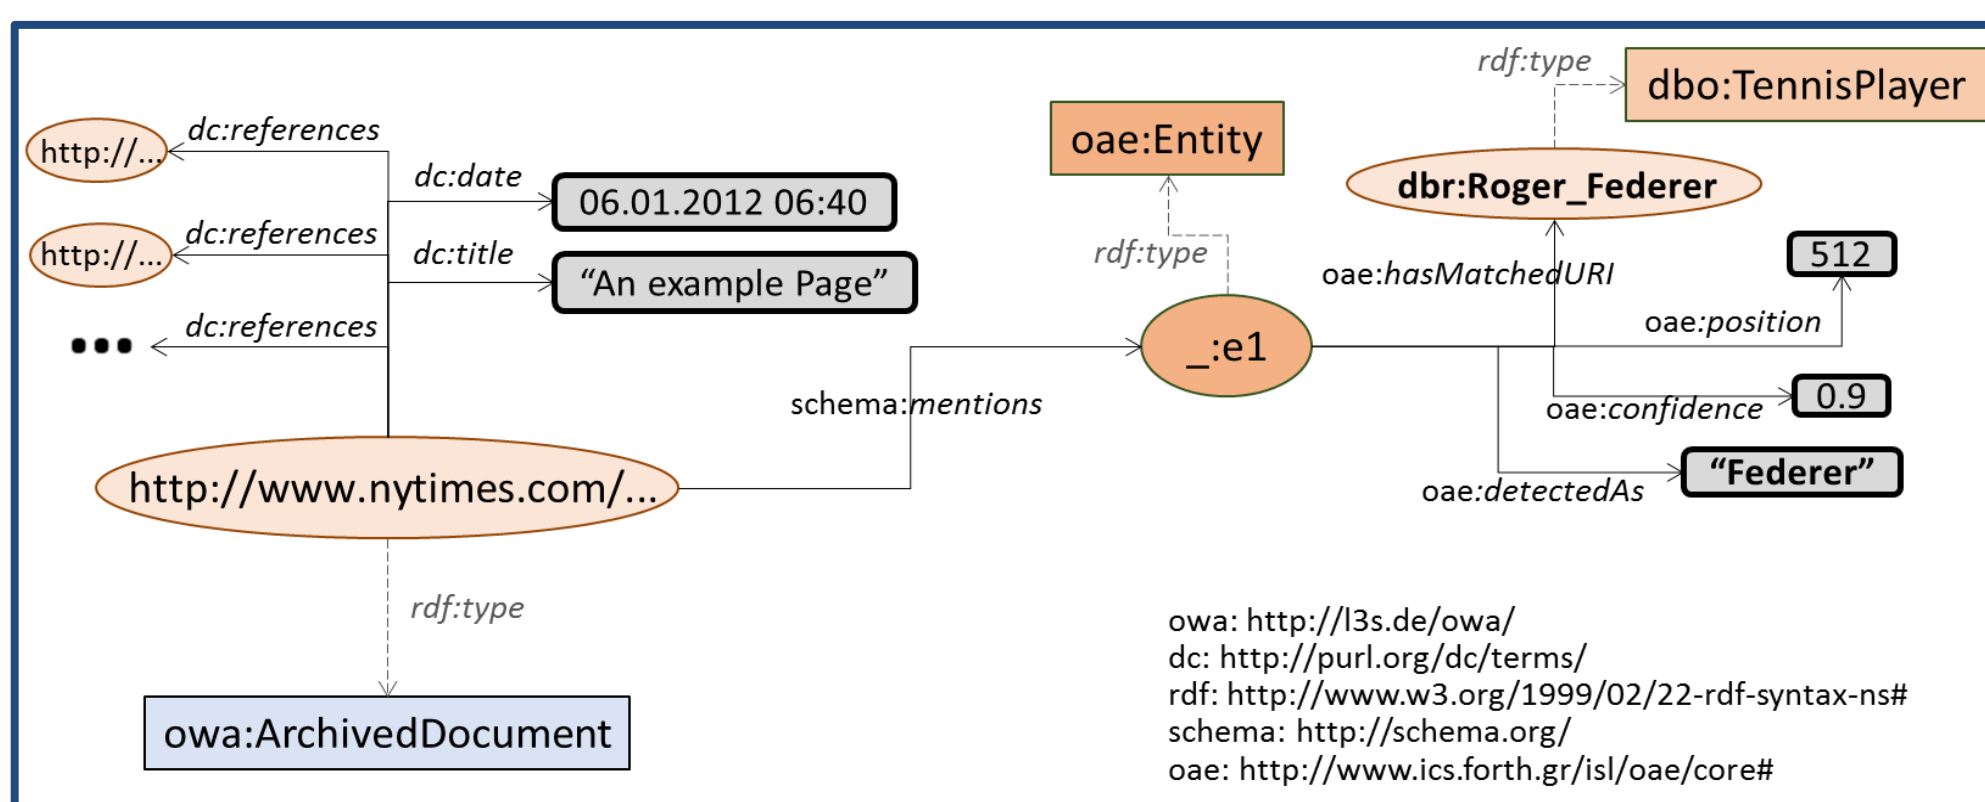 rdf:type
dbo:TennisPlayer
dc:references
oae:Entity
http://...
dc:date
dbr:Roger_Federer
06.01.2012 06:40
dc:references
dc:title
rdf:type
http://...
oae:hasMatchedURI
512
“An example Page”
dc:references
oae:position
...
_:e1
schema:mentions
oae:confidence
0.9
http://www.nytimes.com/...
oae:detectedAs
“Federer”
rdf:type
owa:ArchivedDocument
owa: http://l3s.de/owa/
dc: http://purl.org/dc/terms/
rdf: http://www.w3.org/1999/02/22-rdf-syntax-ns#
schema: http://schema.org/
oae: http://www.ics.forth.gr/isl/oae/core#